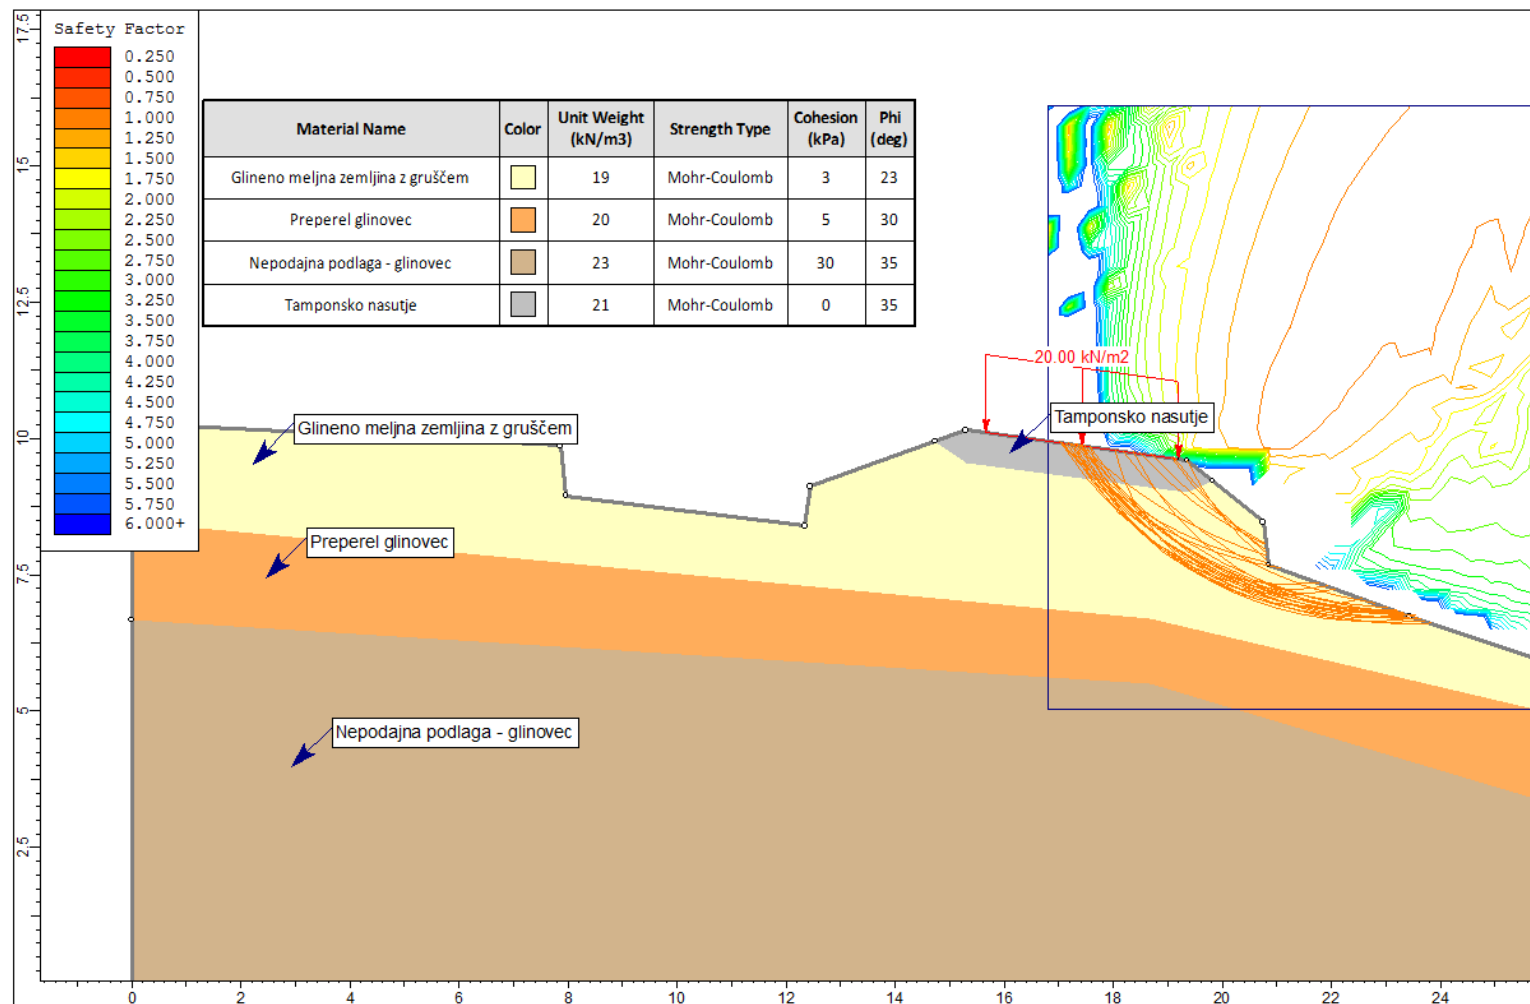 Safety Factor
0.250
0.500
0.750
1.000
1.250
1.500
1.750
2.000
2.250
2.500
2.750
3.000
3.250
3.500
3.750
4.000
4.250
4.500
4.750
5.000
5.250
5.500
5.750
6.000+
Material Name Color Unit Weight (kN/m3) Strength Type Cohesion (kPa) Phi (deg)
Glineno meljna zemljina z gruščem 19 Mohr-Coulomb 3 23
Preperel glinovec 20 Mohr-Coulomb 5 30
Nepodajna podlaga - glinovec 23 Mohr-Coulomb 30 35
Tamponsko nasutje 21 Mohr-Coulomb 0 35
20.00 kN/m2
Tamponsko nasutje
Glineno meljna zemljina z gruščem
Preperel glinovec
Nepodajna podlaga - glinovec
17.5
15
12.5
10
7.5
5
2.5
0 2 4 6 8 10 12 14 16 18 20 22 24